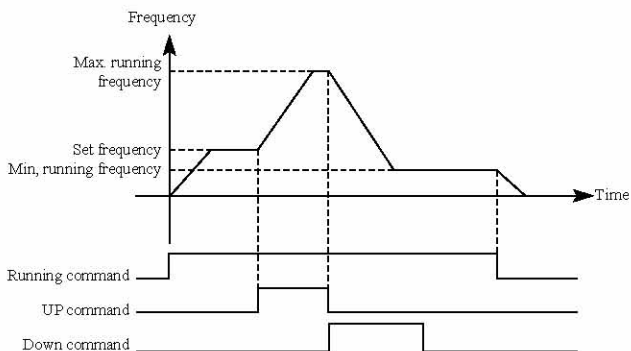 Frequency
Max. running
frequency
Set frequency
Min, running frequency
Time
Running command
UP command
Down command